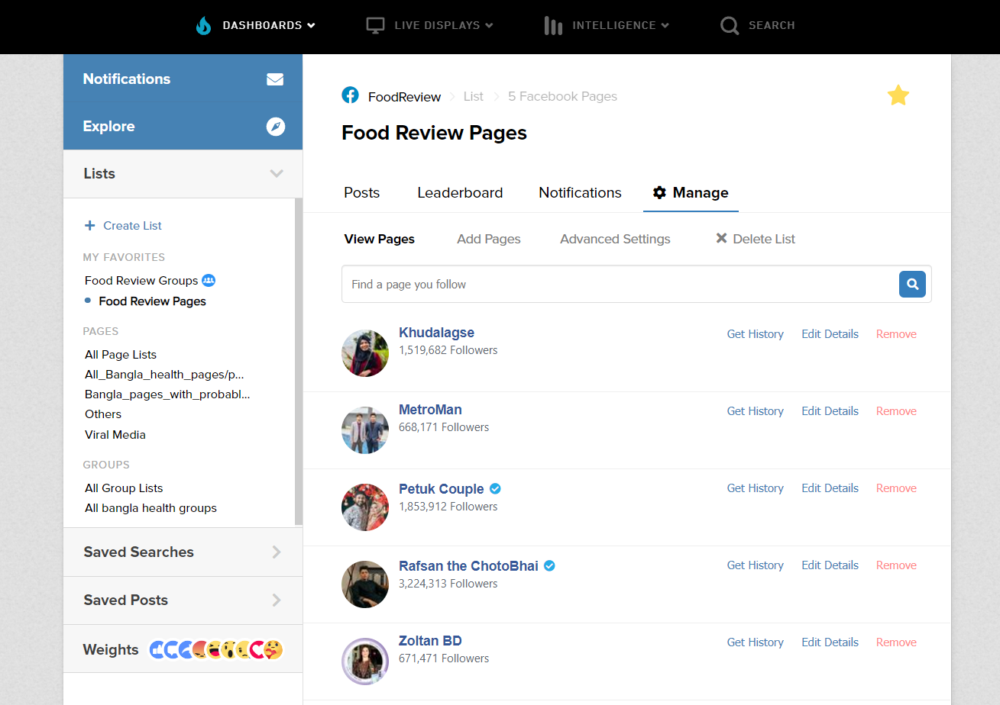 DASHBOARDS LIVE DISPLAYS INTELLIGENCE SEARCH
Notifications
Explore
Lists
Create List
MY FAVORITES
Food Review Groups
Food Review Pages
PAGES
All Page Lists
All_Bangla_health_pages/p...
Bangla_pages_with_probabl...
Others
Viral Media
GROUPS
All Group Lists
All bangla health groups
Saved Searches
Saved Posts
Weights
FoodReview List 5 Facebook Pages
Food Review Pages
Posts Leaderboard Notifications Manage
View Pages Add Pages Advanced Settings Delete List
Find a page you follow
Khudalagse Get History Edit Details Remove
1,519,682 Followers
MetroMan Get History Edit Details Remove
668,171 Followers
Petuk Couple Get History Edit Details Remove
1,853,912 Followers
Rafsan the ChotoBhai Get History Edit Details Remove
3,224,313 Followers
Zoltan BD Get History Edit Details Remove
671,471 Followers